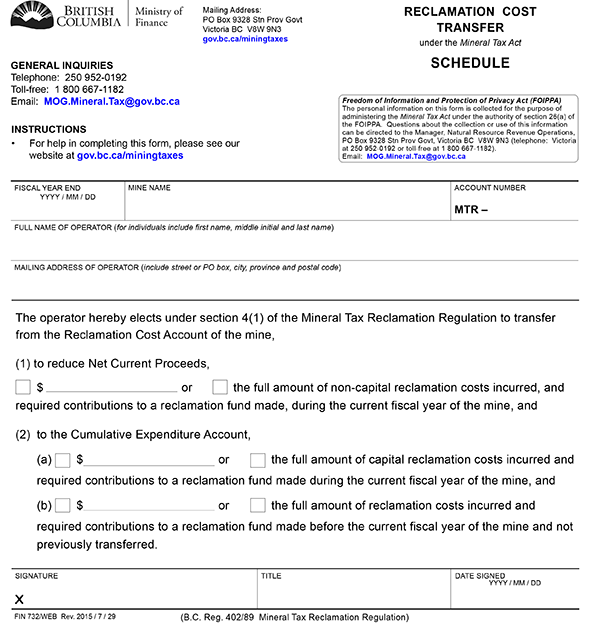 BRITISH
COLUMBIA
Ministry of
Finance
Mailing Address:
PO Box 9328 Stn Prov Govt
Victoria BC V8W 9N3
gov.bc.ca/miningtaxes
RECLAMATION COST
TRANSFER
under the Mineral Tax Act
SCHEDULE
GENERAL INQUIRIES
Telephone: 250 952-0192
Toll-free: 1 800 667-1182
Email: MOG.Mineral.Tax@gov.bc.ca
INSTRUCTIONS
• For help in completing this form, please see our
website at gov.bc.ca/miningtaxes
Freedom of Information and Protection of Privacy Act (FOIPPA)
The personal information on this form is collected for the purpose of
administering the Mineral Tax Act under the authority of section 26(a) of
the FOIPPA. Questions about the collection or use of this information
can be directed to the Manager, Natural Resource Revenue Operations,
PO Box 9328 Stn Prov Govt, Victoria BC V8W 9N3 (telephone: Victoria
at 250 952-0192 or toll-free at 1 800 667-1182).
Email: MOG.Mineral.Tax@gov.bc.ca
FISCAL YEAR END
YYYY / MM / DD
MINE NAME
ACCOUNT NUMBER
MTR –
FULL NAME OF OPERATOR (for individuals include first name, middle initial and last name)
MAILING ADDRESS OF OPERATOR (include street or PO box, city, province and postal code)
The operator hereby elects under section 4(1) of the Mineral Tax Reclamation Regulation to transfer
from the Reclamation Cost Account of the mine,
(1) to reduce Net Current Proceeds,
$ or the full amount of non-capital reclamation costs incurred, and
required contributions to a reclamation fund made, during the current fiscal year of the mine, and
(2) to the Cumulative Expenditure Account,
(a) $ or the full amount of capital reclamation costs incurred and
required contributions to a reclamation fund made during the current fiscal year of the mine, and
(b) $ or the full amount of reclamation costs incurred and
required contributions to a reclamation fund made before the current fiscal year of the mine and not
previously transferred.
SIGNATURE
X
TITLE
DATE SIGNED
YYYY / MM / DD
FIN 732/WEB Rev. 2015 / 7 / 29
(B.C. Reg. 402/89 Mineral Tax Reclamation Regulation)